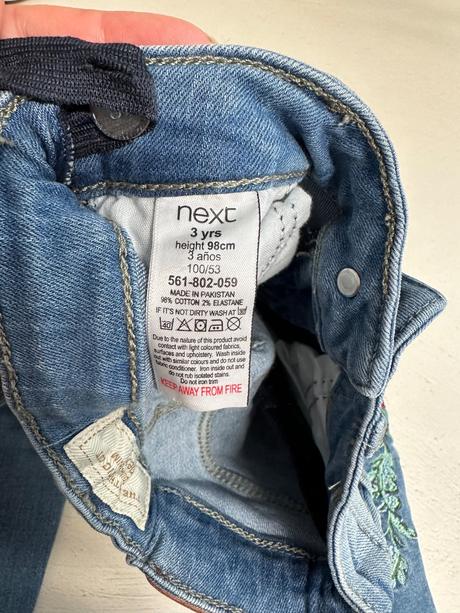 next
3 yrs
height 98cm
3 años
100/53
561-802-059
MADE IN PAKISTAN
98% COTTON 2% ELASTANE
IF IT'S NOT DIRTY WASH AT 30
40
Due to the nature of this product avoid
contact with light coloured fabrics,
surfaces and upholstery. Wash inside
out with similar colours and do not use
fabric conditioner. Iron inside out and
do not rub isolated stains.
Do not iron trim
KEEP AWAY FROM FIRE